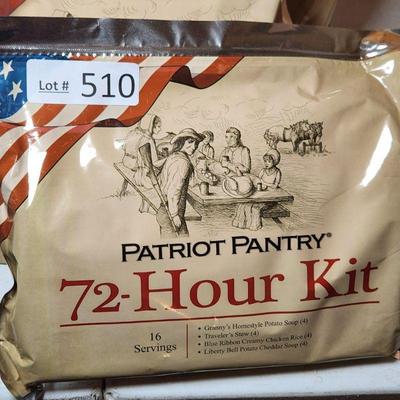 Lot # 510
PATRIOT PANTRY®
72-Hour Kit
16
Servings
• Granny's Homestyle Potato Soup (4)
• Traveler's Stew (4)
• Blue Ribbon Creamy Chicken Rice (4)
• Liberty Bell Potato Cheddar Soup (4)